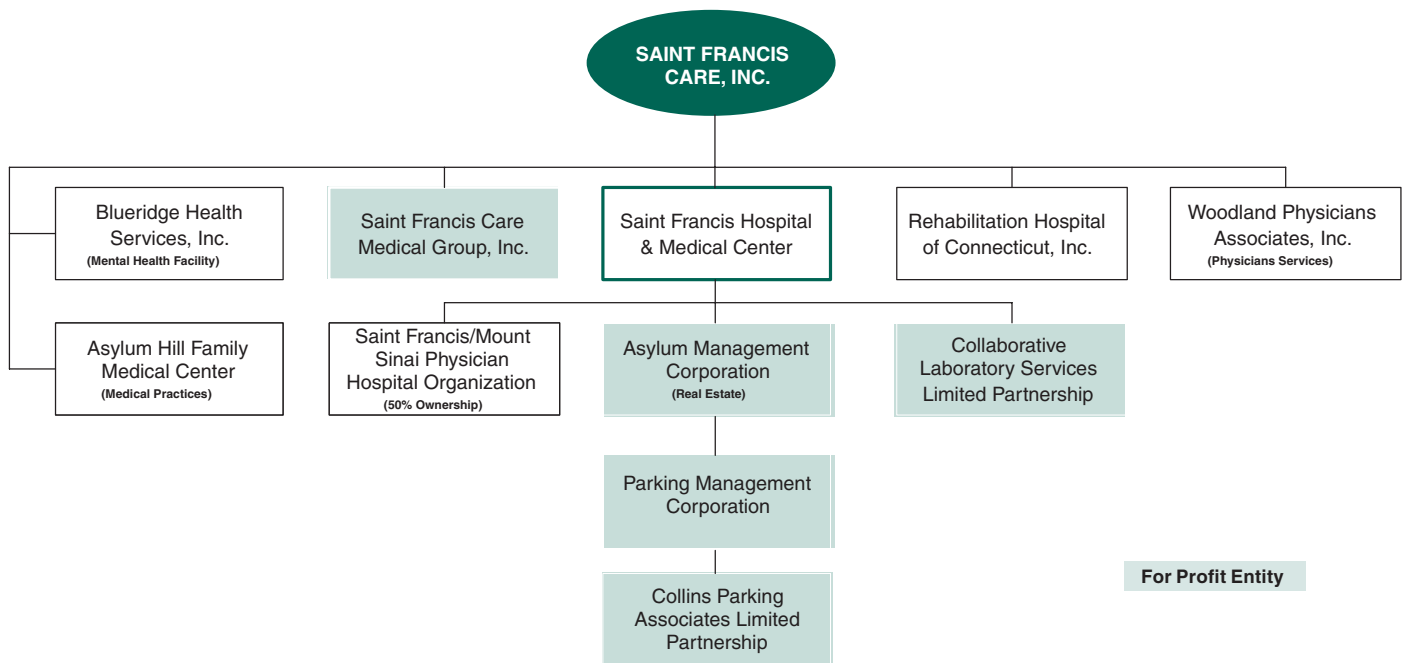 SAINT FRANCIS
CARE, INC.
Blueridge Health
Services, Inc.
(Mental Health Facility)
Saint Francis Care
Medical Group, Inc.
Saint Francis Hospital
& Medical Center
Rehabilitation Hospital
of Connecticut, Inc.
Woodland Physicians
Associates, Inc.
(Physicians Services)
Asylum Hill Family
Medical Center
(Medical Practices)
Saint Francis/Mount
Sinai Physician
Hospital Organization
(50% Ownership)
Asylum Management
Corporation
(Real Estate)
Collaborative
Laboratory Services
Limited Partnership
Parking Management
Corporation
For Profit Entity
Collins Parking
Associates Limited
Partnership